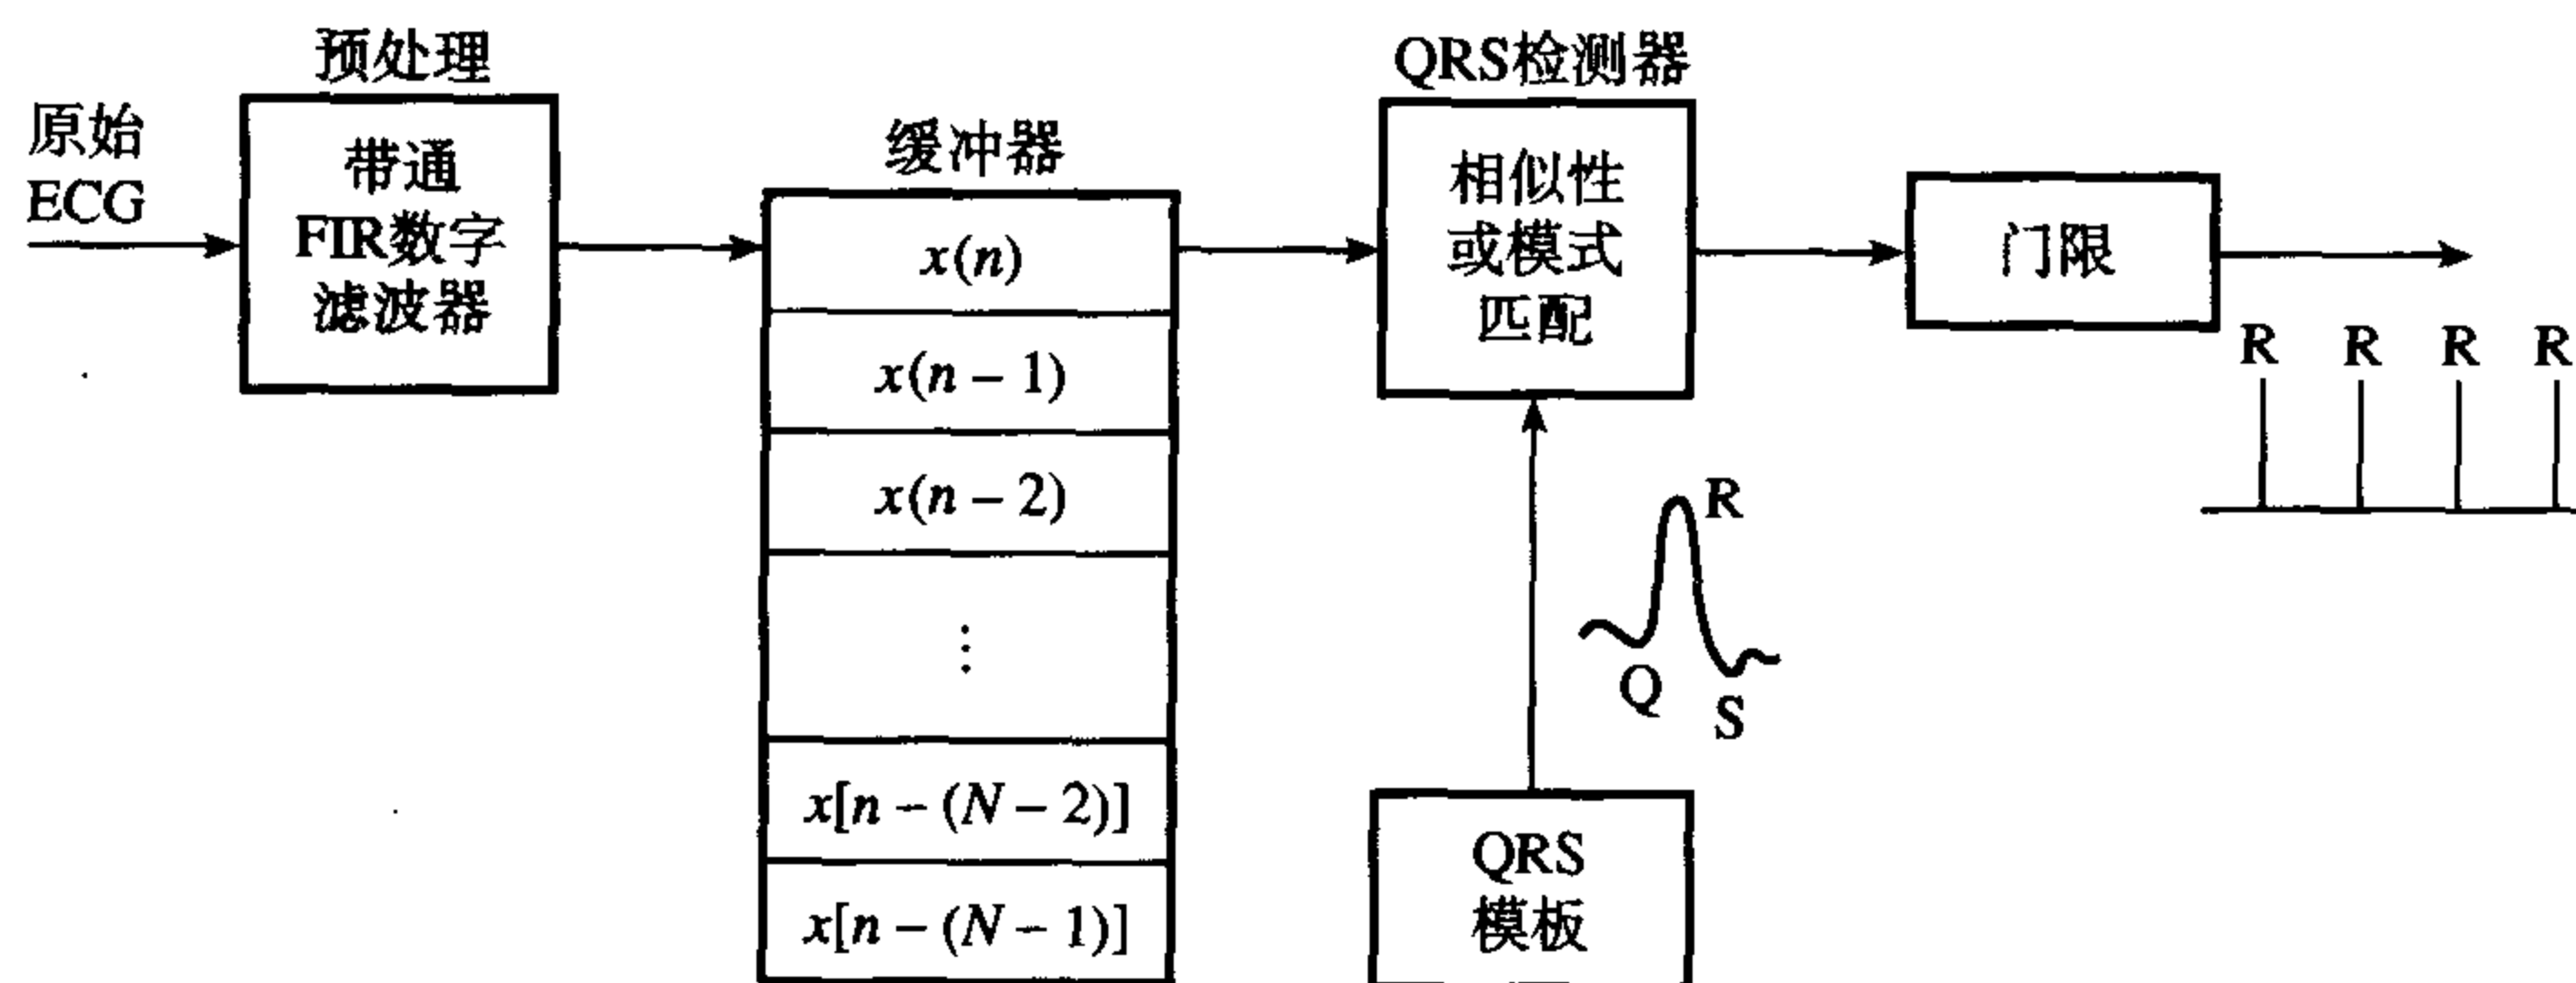 预处理
原始
ECG
带通
FIR数字
滤波器
缓冲器
x(n)
x(n – 1)
x(n – 2)
⋮
x[n – (N – 2)]
x[n – (N – 1)]
QRS检测器
相似性
或模式
匹配
门限
R R R R
R
Q
S
QRS
模板